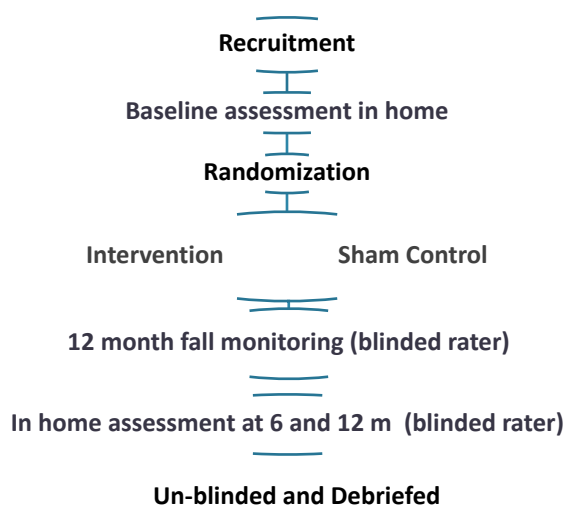 Recruitment
Baseline assessment in home
Randomization
Intervention Sham Control
12 month fall monitoring (blinded rater)
In home assessment at 6 and 12 m (blinded rater)
Un-blinded and Debriefed